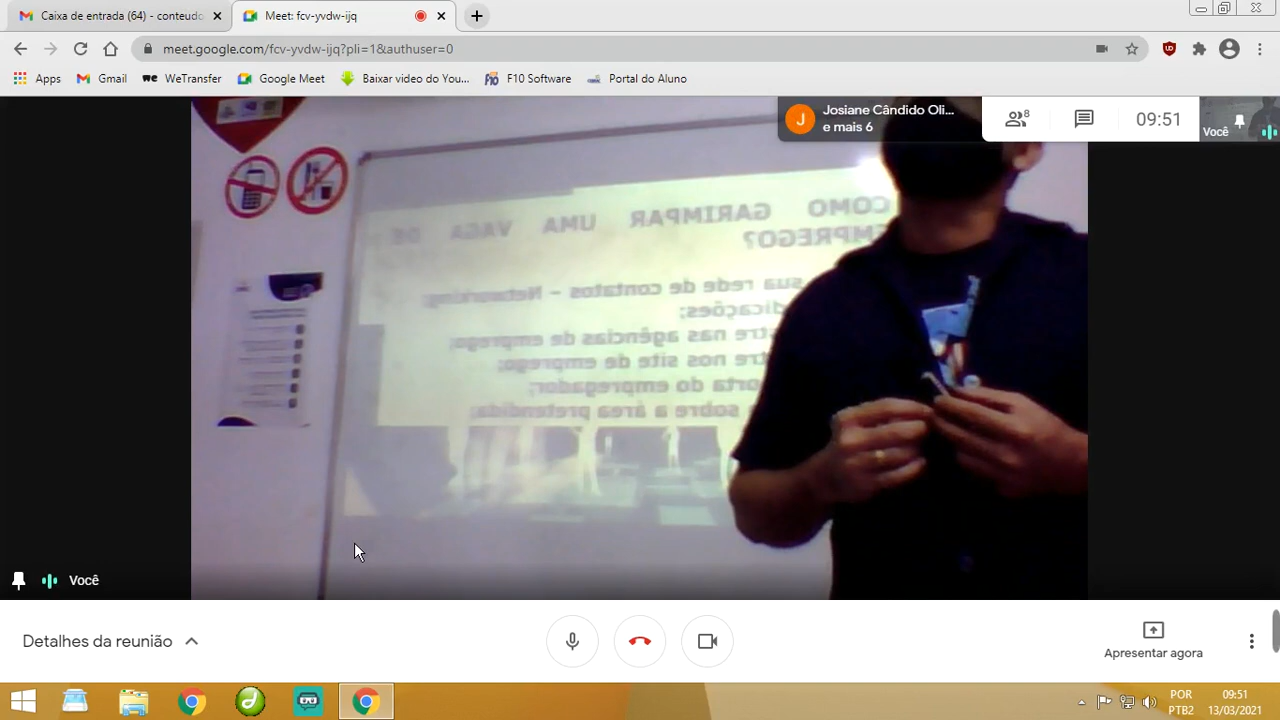 Caixa de entrada (64) - conteudo
Meet: fcv-yvdw-ijq
meet.google.com/fcv-yvdw-ijq?pli=1&authuser=0
Apps
Gmail
WeTransfer
Google Meet
Baixar video do You...
F10 Software
Portal do Aluno
J
Josiane Cândido Oli...
e mais 6
8
09:51
Você
COMO GARIMPAR UMA VAGA DE
EMPREGO?
sua rede de contatos – Networking;
nas agências de emprego;
nos site de emprego;
do empregador;
sobre a área pretendida;
Você
Detalhes da reunião
Apresentar agora
POR
PTB2
09:51
13/03/2021